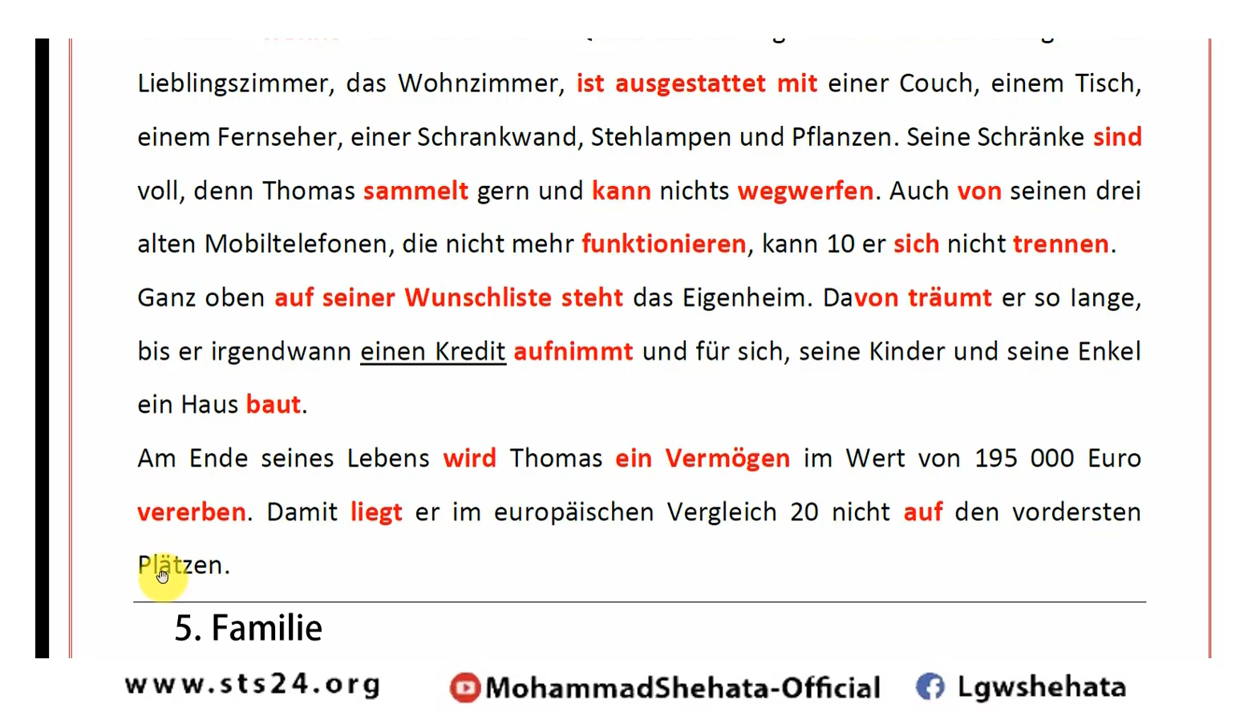 Lieblingszimmer, das Wohnzimmer, ist ausgestattet mit einer Couch, einem Tisch,
einem Fernseher, einer Schrankwand, Stehlampen und Pflanzen. Seine Schränke sind
voll, denn Thomas sammelt gern und kann nichts wegwerfen. Auch von seinen drei
alten Mobiltelefonen, die nicht mehr funktionieren, kann 10 er sich nicht trennen.
Ganz oben auf seiner Wunschliste steht das Eigenheim. Davon träumt er so lange,
bis er irgendwann einen Kredit aufnimmt und für sich, seine Kinder und seine Enkel
ein Haus baut.
Am Ende seines Lebens wird Thomas ein Vermögen im Wert von 195 000 Euro
vererben. Damit liegt er im europäischen Vergleich 20 nicht auf den vordersten
Plätzen.
5. Familie
www.sts24.org MohammadShehata-Official Lgwshehata